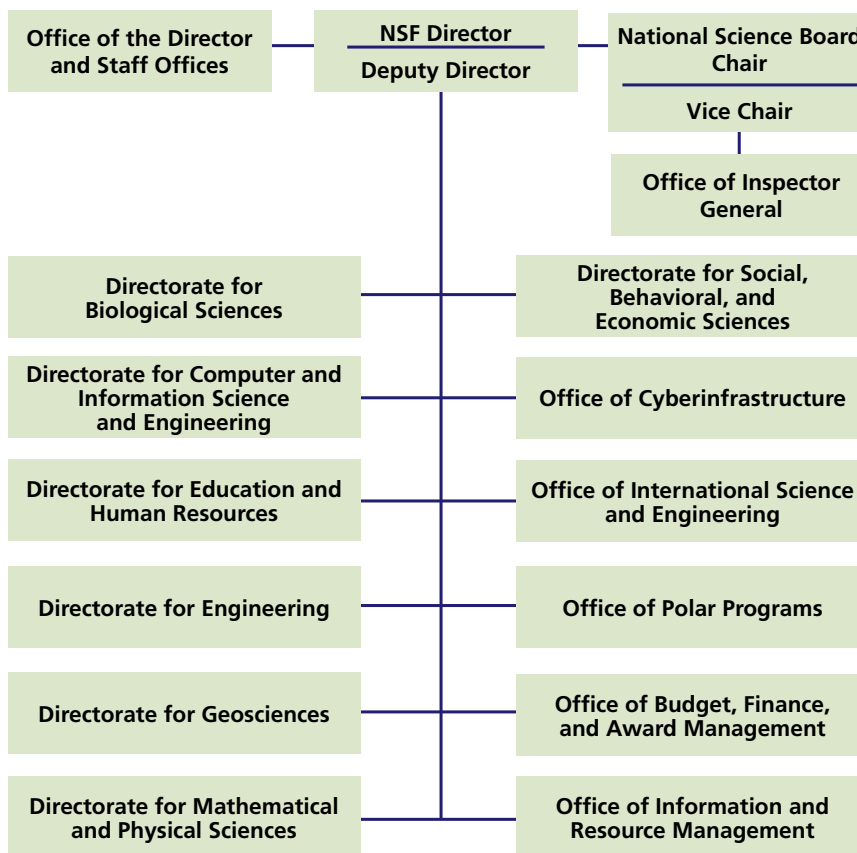 Office of the Director
and Staff Offices
NSF Director
Deputy Director
National Science Board
Chair
Vice Chair
Office of Inspector
General
Directorate for
Biological Sciences
Directorate for Social,
Behavioral, and
Economic Sciences
Directorate for Computer and
Information Science
and Engineering
Office of Cyberinfrastructure
Directorate for Education and
Human Resources
Office of International Science
and Engineering
Directorate for Engineering
Office of Polar Programs
Directorate for Geosciences
Office of Budget, Finance,
and Award Management
Directorate for Mathematical
and Physical Sciences
Office of Information and
Resource Management